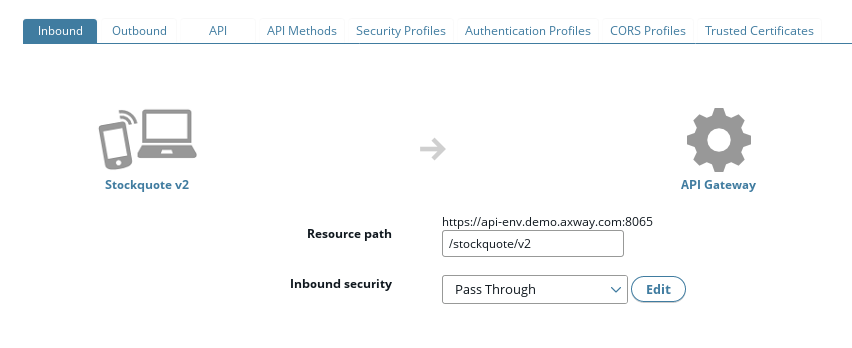 Inbound Outbound API API Methods Security Profiles Authentication Profiles CORS Profiles Trusted Certificates
Stockquote v2 API Gateway
https://api-env.demo.axway.com:8065
Resource path /stockquote/v2
Inbound security Pass Through Edit